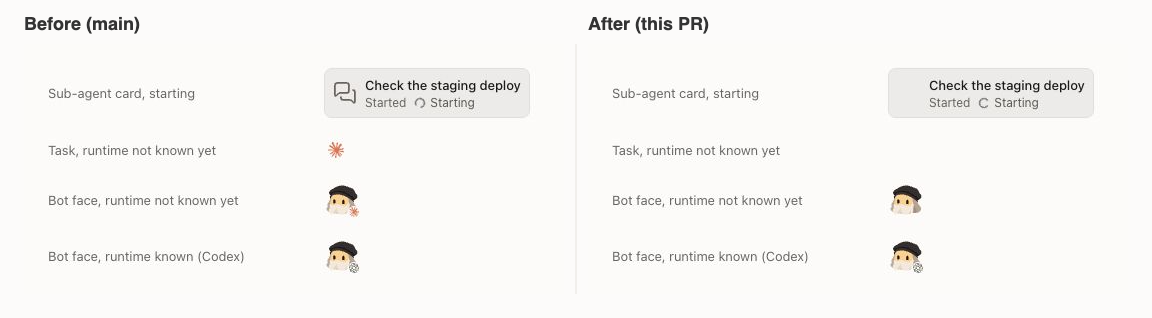 Before (main)
Sub-agent card, starting
Check the staging deploy
Started Starting
Task, runtime not known yet
Bot face, runtime not known yet
Bot face, runtime known (Codex)
After (this PR)
Sub-agent card, starting
Check the staging deploy
Started Starting
Task, runtime not known yet
Bot face, runtime not known yet
Bot face, runtime known (Codex)